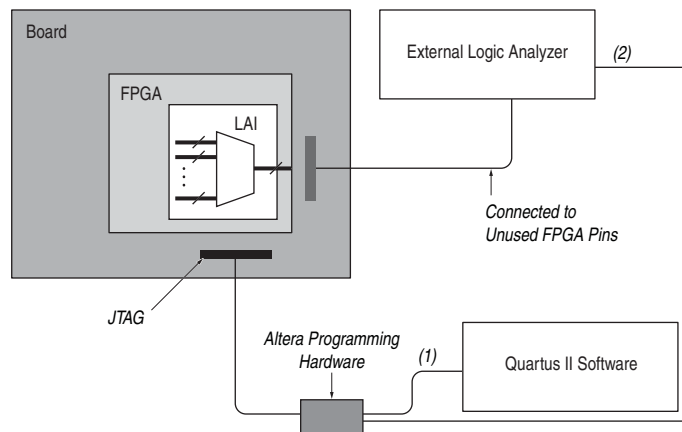 Board
External Logic Analyzer
(2)
FPGA
LAI
Connected to
Unused FPGA Pins
JTAG
Altera Programming
Hardware
(1)
Quartus II Software